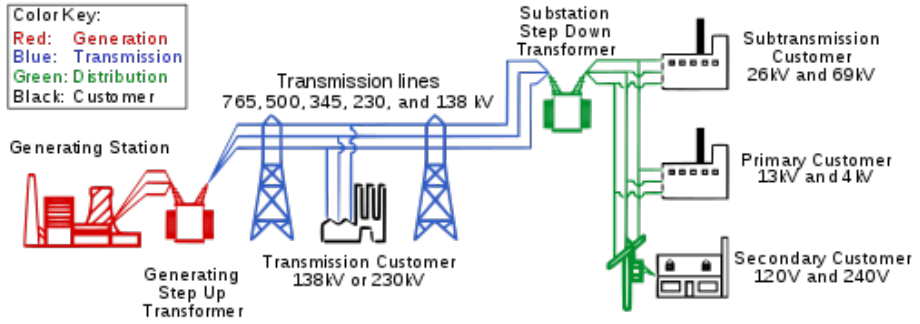 Color Key:
Red: Generation
Blue: Transmission
Green: Distribution
Black: Customer
Substation
Step Down
Transformer
Subtransmission
Customer
26kV and 69kV
Transmission lines
765, 500, 345, 230, and 138 kV
Generating Station
Primary Customer
13kV and 4kV
Transmission Customer
138kV or 230kV
Generating
Step Up
Transformer
Secondary Customer
120V and 240V